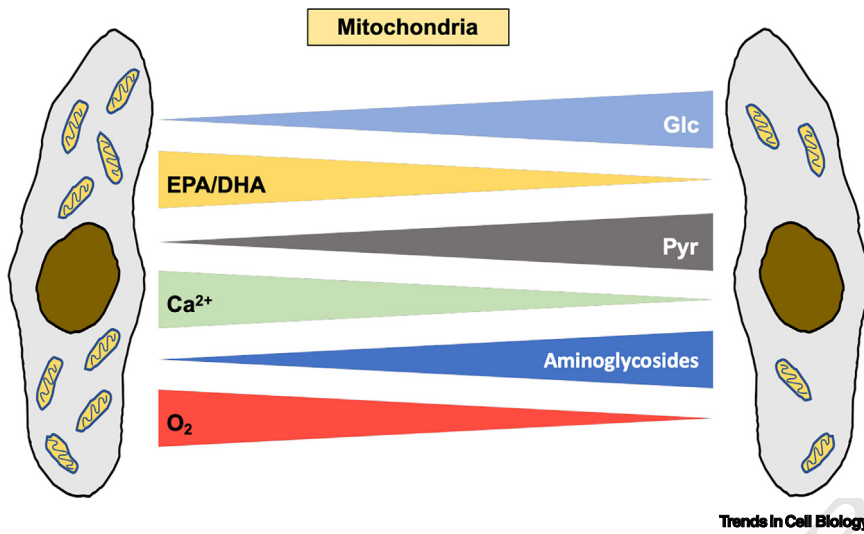 Mitochondria
Glc
EPA/DHA
Pyr
Ca²⁺
Aminoglycosides
O₂
Trends in Cell Biology